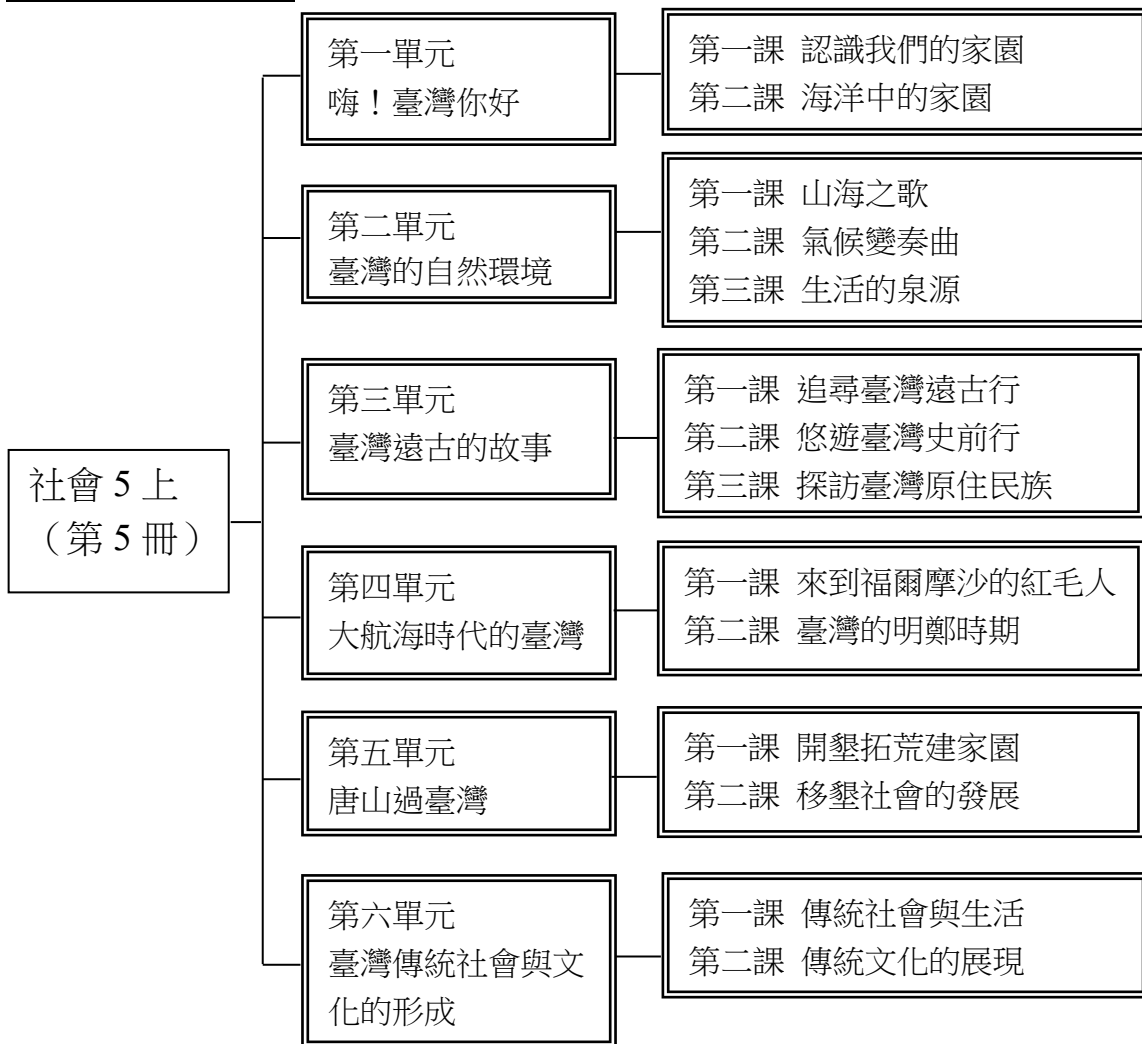 社會 5 上
（第 5 冊）
第一單元
嗨！臺灣你好
第一課 認識我們的家園
第二課 海洋中的家園
第二單元
臺灣的自然環境
第一課 山海之歌
第二課 氣候變奏曲
第三課 生活的泉源
第三單元
臺灣遠古的故事
第一課 追尋臺灣遠古行
第二課 悠遊臺灣史前行
第三課 探訪臺灣原住民族
第四單元
大航海時代的臺灣
第一課 來到福爾摩沙的紅毛人
第二課 臺灣的明鄭時期
第五單元
唐山過臺灣
第一課 開墾拓荒建家園
第二課 移墾社會的發展
第六單元
臺灣傳統社會與文
化的形成
第一課 傳統社會與生活
第二課 傳統文化的展現